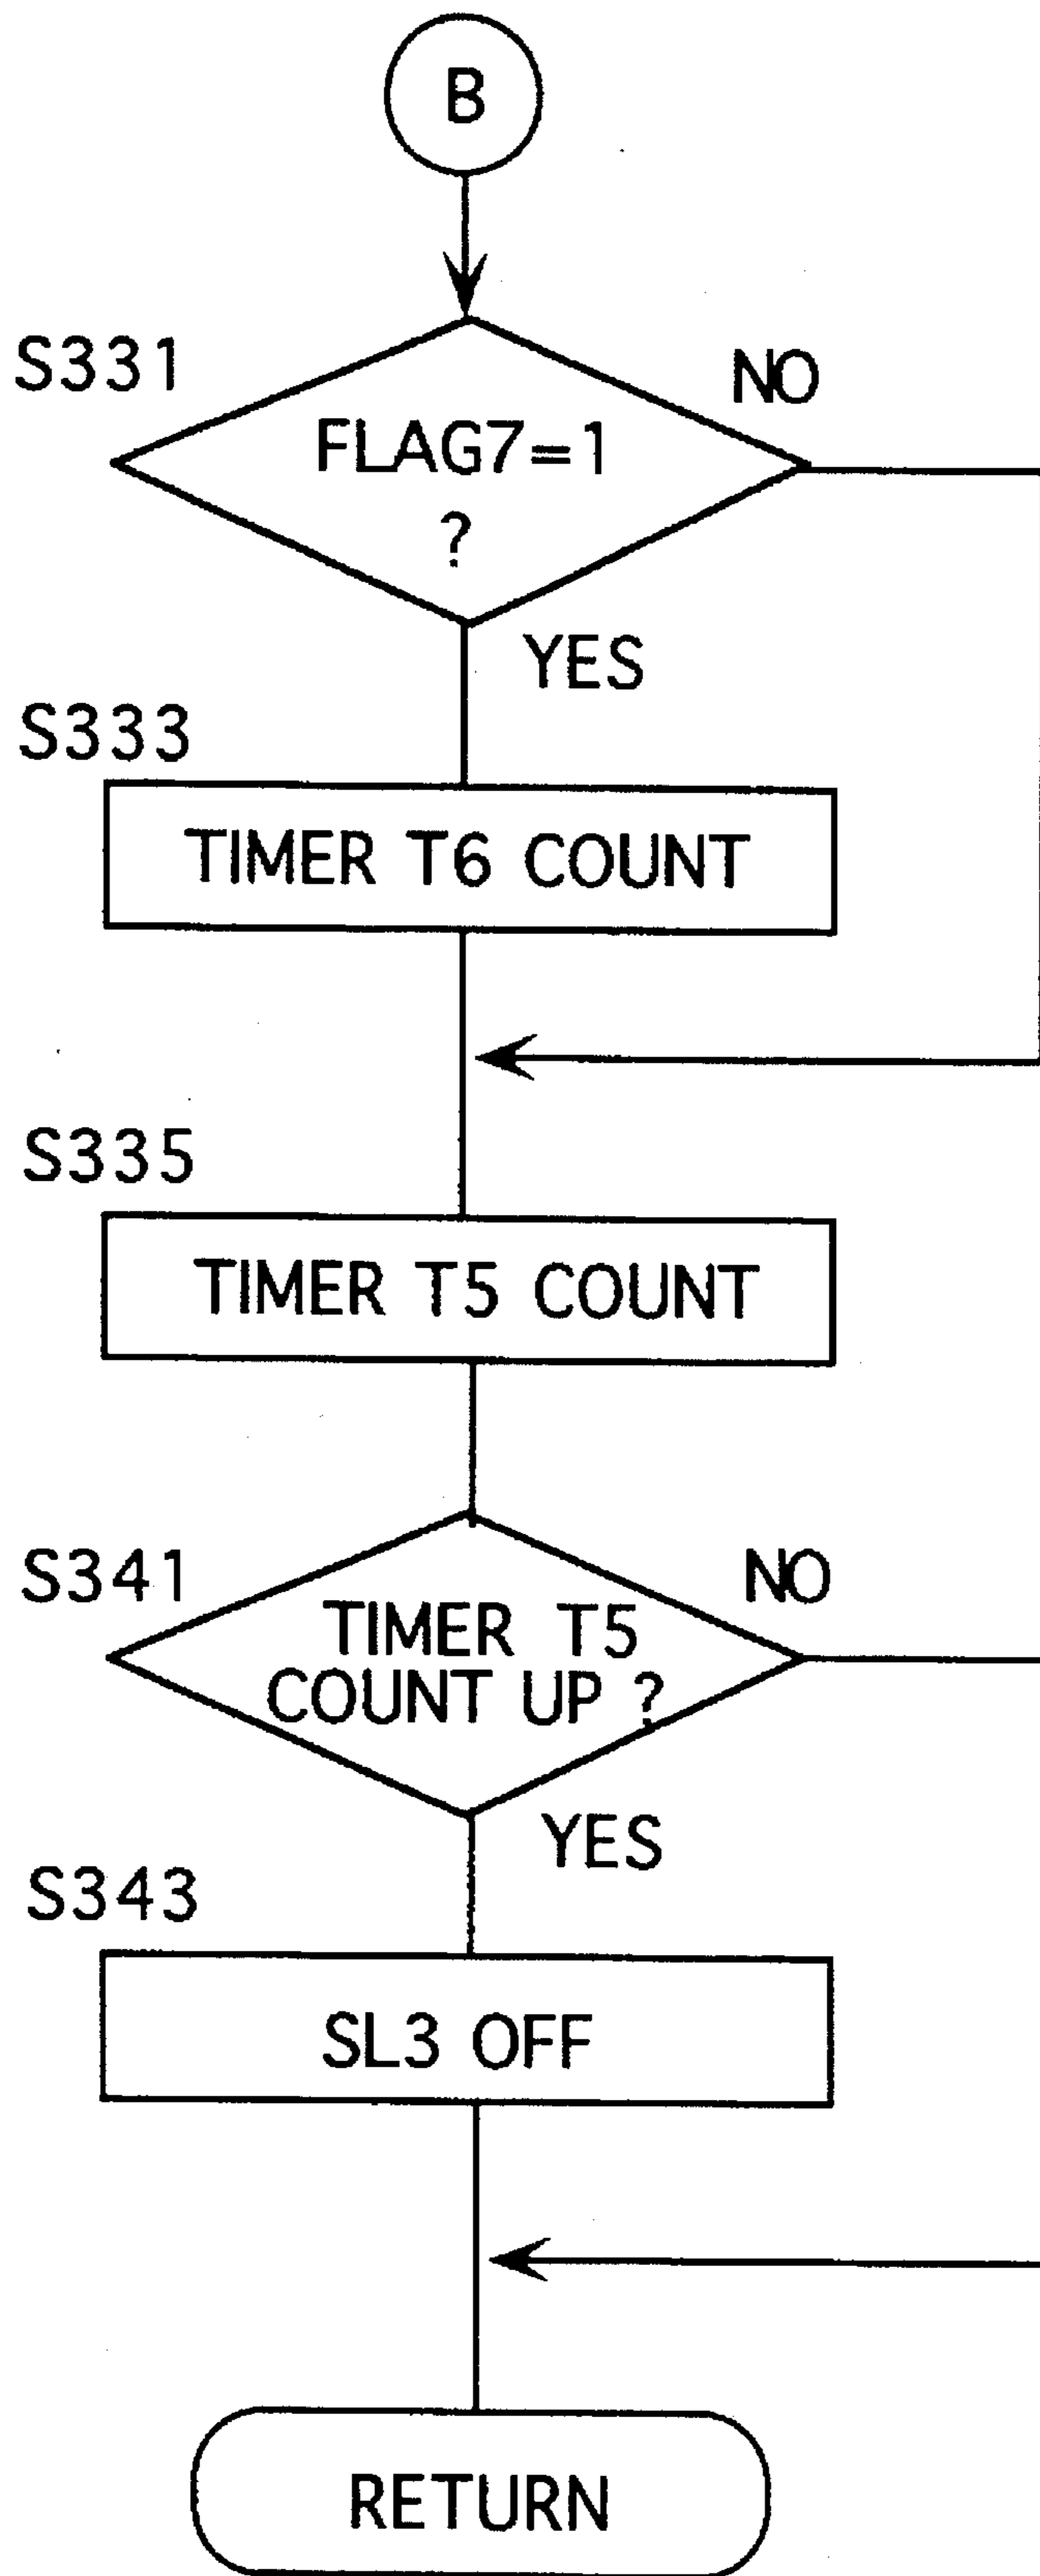 B
S331
NO
FLAG7=1
?
YES
S333
TIMER T6 COUNT
S335
TIMER T5 COUNT
S341
NO
TIMER T5
COUNT UP ?
YES
S343
SL3 OFF
RETURN